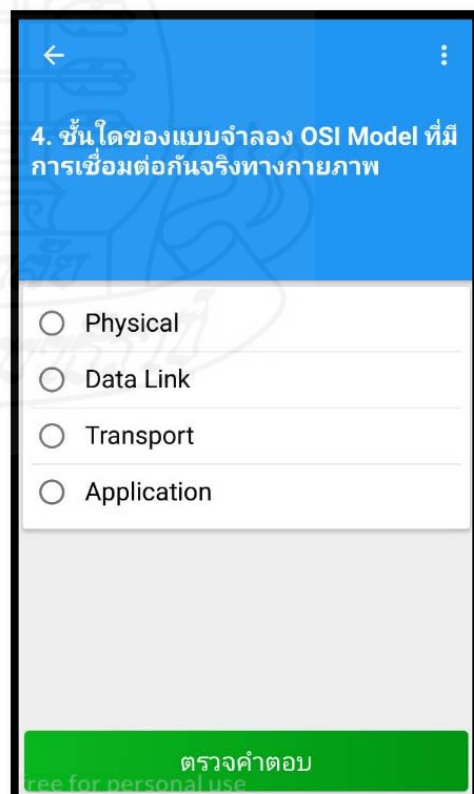 4. ชั้นใดของแบบจำลอง OSI Model ที่มี
การเชื่อมต่อกันจริงทางกายภาพ
Physical
Data Link
Transport
Application
ตรวจคำตอบ
ree for personal use